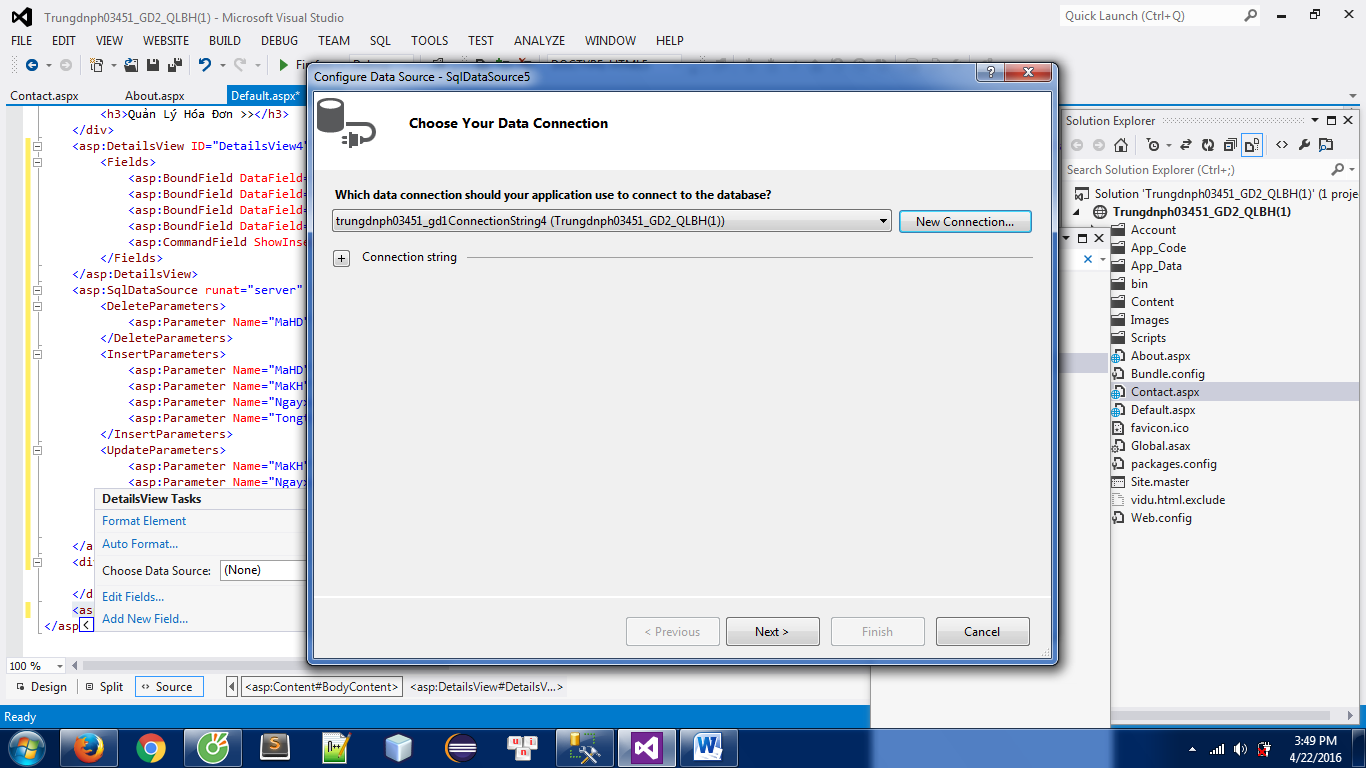 Trungdnph03451_GD2_QLBH(1) - Microsoft Visual Studio
Quick Launch (Ctrl+Q)
FILE EDIT VIEW WEBSITE BUILD DEBUG TEAM SQL TOOLS TEST ANALYZE WINDOW HELP
Contact.aspx About.aspx Default.aspx*
<h3>Quản Lý Hóa Đơn >></h3>
</div>
<asp:DetailsView ID="DetailsView4"
<Fields>
<asp:BoundField DataField=
<asp:BoundField DataField=
<asp:BoundField DataField=
<asp:BoundField DataField=
<asp:CommandField ShowInse
</Fields>
</asp:DetailsView>
<asp:SqlDataSource runat="server"
<DeleteParameters>
<asp:Parameter Name="MaHD"
</DeleteParameters>
<InsertParameters>
<asp:Parameter Name="MaHD"
<asp:Parameter Name="MaKH"
<asp:Parameter Name="Ngayx
<asp:Parameter Name="Tongt
</InsertParameters>
<UpdateParameters>
<asp:Parameter Name="MaKH"
<asp:Parameter Name="Ngayx
DetailsView Tasks
Format Element
Auto Format...
Choose Data Source: (None)
Edit Fields...
Add New Field...
</a
<di
</d
<as
</asp
Configure Data Source - SqlDataSource5
Choose Your Data Connection
Which data connection should your application use to connect to the database?
trungdnph03451_gd1ConnectionString4 (Trungdnph03451_GD2_QLBH(1))
New Connection...
Connection string
< Previous Next > Finish Cancel
Solution Explorer
Search Solution Explorer (Ctrl+;)
Solution 'Trungdnph03451_GD2_QLBH(1)' (1 proje
Trungdnph03451_GD2_QLBH(1)
Account
App_Code
App_Data
bin
Content
Images
Scripts
About.aspx
Bundle.config
Contact.aspx
Default.aspx
favicon.ico
Global.asax
packages.config
Site.master
vidu.html.exclude
Web.config
100 %
Design Split Source <asp:Content#BodyContent> <asp:DetailsView#DetailsV...>
Ready
3:49 PM
4/22/2016